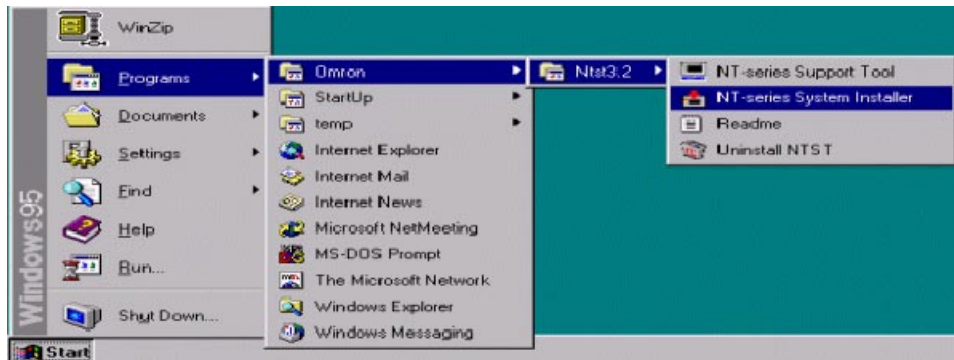 WinZip
Programs
Documents
Settings
Find
Help
Run...
Shut Down...
Windows95
Start
Omron
StartUp
temp
Internet Explorer
Internet Mail
Internet News
Microsoft NetMeeting
MS-DOS Prompt
The Microsoft Network
Windows Explorer
Windows Messaging
Ntst3.2
NT-series Support Tool
NT-series System Installer
Readme
Uninstall NTST